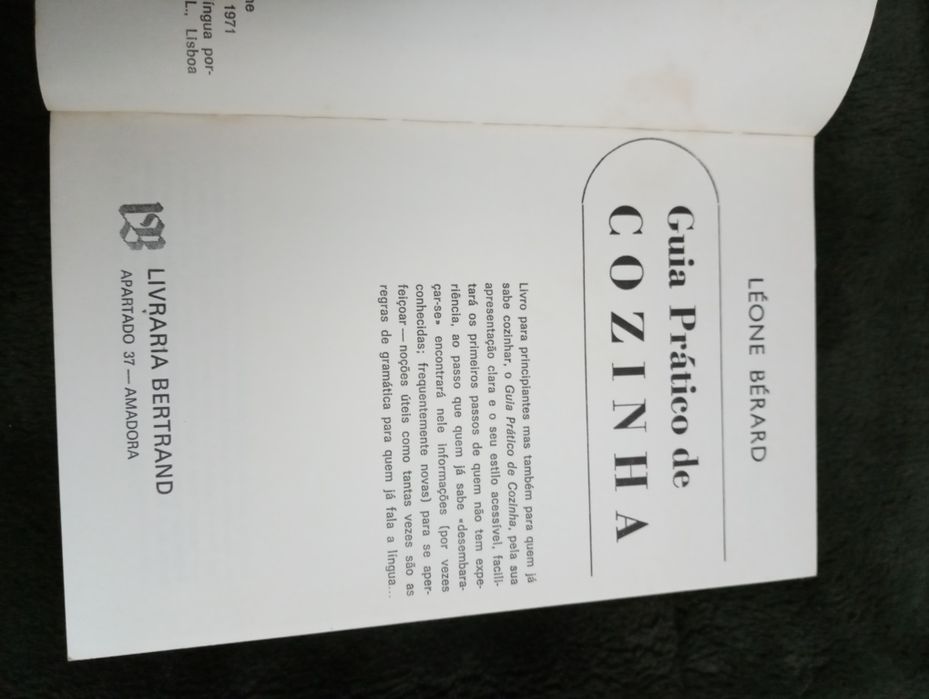 1971
íngua por-
L., Lisboa
LÉONE BÉRARD
Guia Prático de
COZINHA
Livro para principiantes mas também para quem já
sabe cozinhar, o Guia Prático de Cozinha, pela sua
apresentação clara e o seu estilo acessível, facili-
tará os primeiros passos de quem não tem expe-
riência, ao passo que quem já sabe «desembara-
çar-se» encontrará nele informações (por vezes
conhecidas; frequentemente novas) para se aper-
feiçoar — noções úteis como tantas vezes são as
regras de gramática para quem já fala a língua...
LIVRARIA BERTRAND
APARTADO 37 — AMADORA